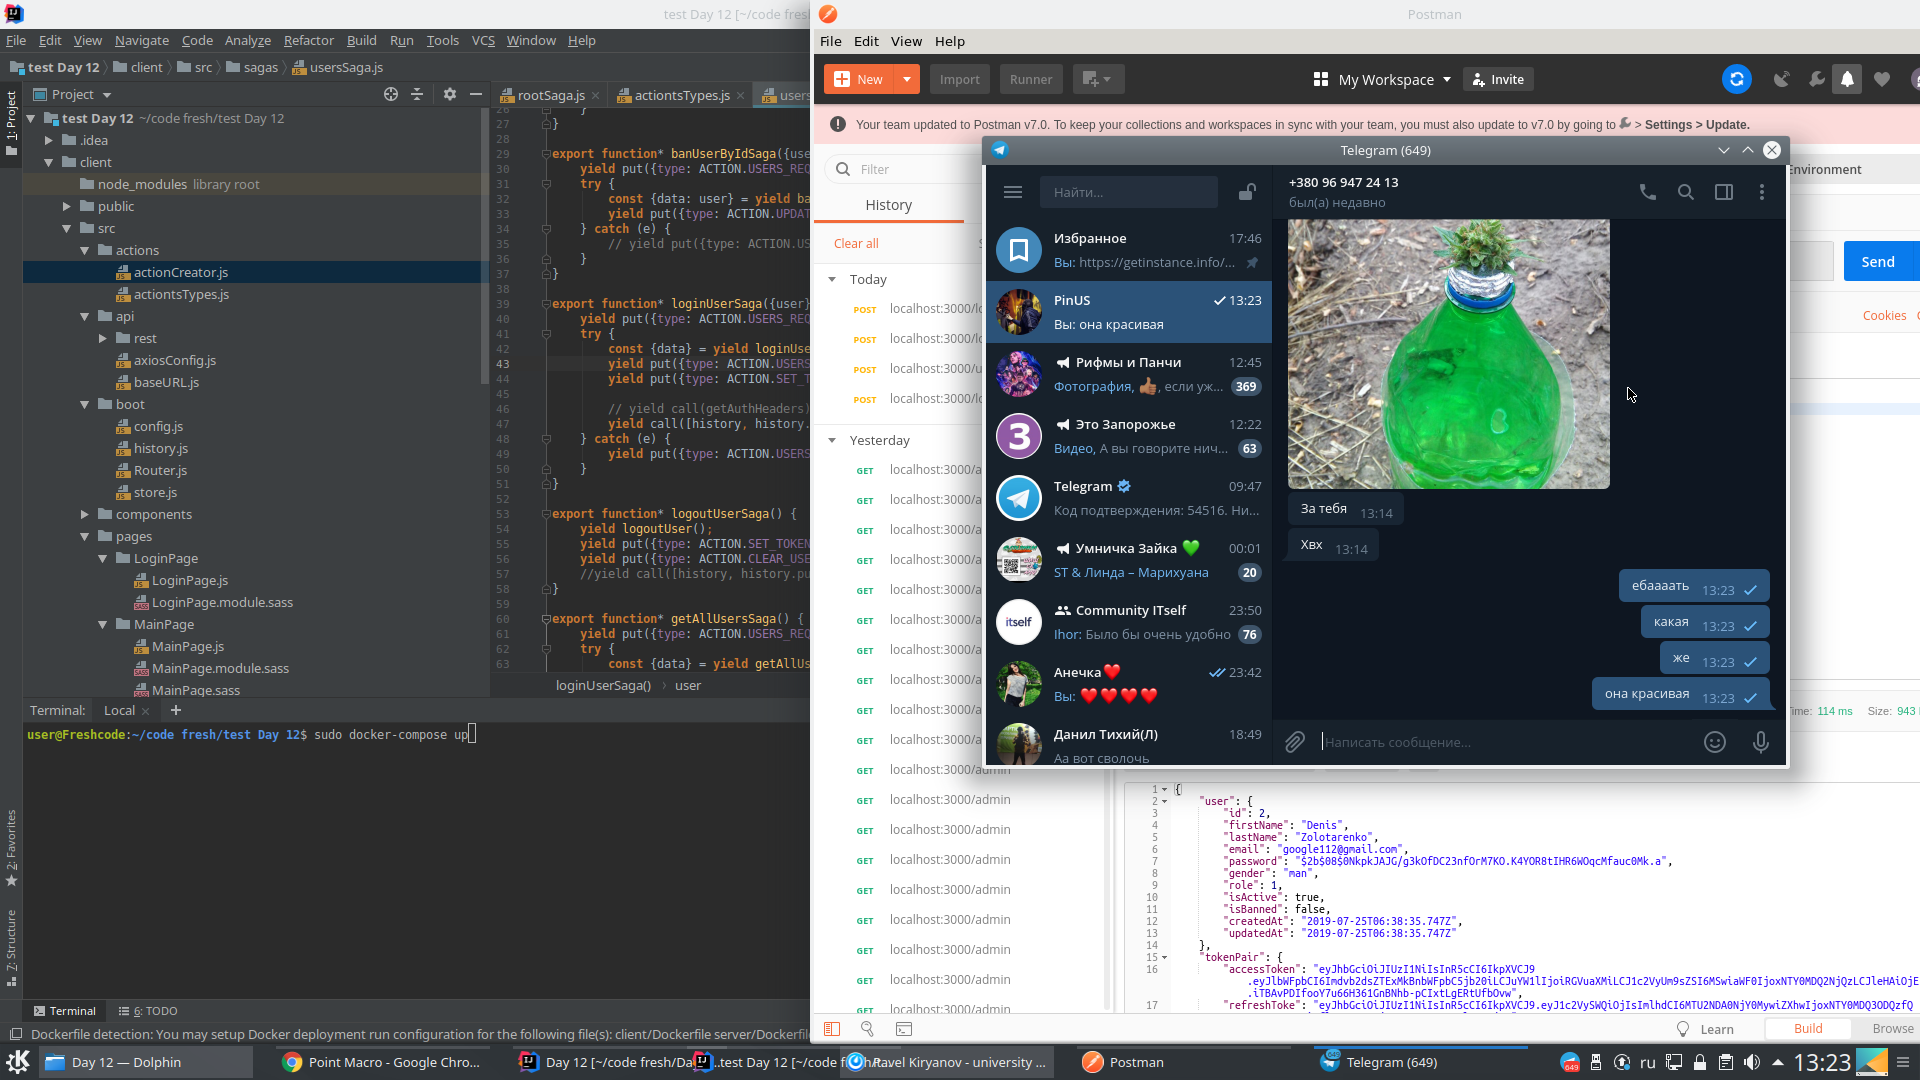 test Day 12 [~/code fres
File Edit View Navigate Code Analyze Refactor Build Run Tools VCS Window Help
test Day 12 client src sagas usersSaga.js
1: Project
Project
test Day 12 ~/code fresh/test Day 12
.idea
client
node_modules library root
public
src
actions
actionCreator.js
actiontsTypes.js
api
rest
axiosConfig.js
baseURL.js
boot
config.js
history.js
Router.js
store.js
components
pages
LoginPage
LoginPage.js
LoginPage.module.sass
MainPage
MainPage.js
MainPage.module.sass
MainPage.sass
rootSaga.js actiontsTypes.js users
26 }
27 }
28
29 export function* banUserByIdSaga({use
30 yield put({type: ACTION.USERS_REQ
31 try {
32 const {data: user} = yield ba
33 yield put({type: ACTION.UPDAT
34 } catch (e) {
35 // yield put({type: ACTION.US
36 }
37 }
38
39 export function* loginUserSaga({user}
40 yield put({type: ACTION.USERS_REQ
41 try {
42 const {data} = yield loginUse
43 yield put({type: ACTION.USERS
44 yield put({type: ACTION.SET_T
45
46 // yield call(getAuthHeaders)
47 yield call([history, history.
48 } catch (e) {
49 yield put({type: ACTION.USERS
50 }
51 }
52
53 export function* logoutUserSaga() {
54 yield logoutUser();
55 yield put({type: ACTION.SET_TOKEN
56 yield put({type: ACTION.CLEAR_USE
57 //yield call([history, history.pu
58 }
59
60 export function* getAllUsersSaga() {
61 yield put({type: ACTION.USERS_REQ
62 try {
63 const {data} = yield getAllUs
loginUserSaga() user
Terminal: Local
user@Freshcode:~/code fresh/test Day 12$ sudo docker-compose up
2: Favorites
7: Structure
Terminal 6: TODO
Dockerfile detection: You may setup Docker deployment run configuration for the following file(s): client/Dockerfile server/Dockerfile
Postman
File Edit View Help
New Import Runner My Workspace Invite
Your team updated to Postman v7.0. To keep your collections and workspaces in sync with your team, you must also update to v7.0 by going to > Settings > Update.
Filter
History
Clear all
Today
POST localhost:3000/lo
POST localhost:3000/lo
POST localhost:3000/u
POST localhost:3000/lo
Yesterday
GET localhost:3000/a
GET localhost:3000/a
GET localhost:3000/a
GET localhost:3000/a
GET localhost:3000/a
GET localhost:3000/a
GET localhost:3000/a
GET localhost:3000/a
GET localhost:3000/a
GET localhost:3000/a
GET localhost:3000/admin
GET localhost:3000/admin
GET localhost:3000/admin
GET localhost:3000/admin
GET localhost:3000/admin
GET localhost:3000/admin
GET localhost:3000/admin
GET localhost:3000/admin
GET localhost:3000/admin
Environment
Send
Cookies
Time: 114 ms Size: 943
Telegram (649)
Найти...
Избранное 17:46
Вы: https://getinstance.info/...
PinUS 13:23
Вы: она красивая
Рифмы и Панчи 12:45
Фотография, 👍🏾, если уж... 369
Это Запорожье 12:22
3
Видео, А вы говорите нич... 63
Telegram 09:47
Код подтверждения: 54516. Ни...
Умничка Зайка 💚 00:01
ST & Линда – Марихуана 20
Community ITself 23:50
itself
Ihor: Было бы очень удобно 76
Анечка❤️ 23:42
Вы: ❤️❤️❤️❤️
Данил Тихий(Л) 18:49
Аа вот сволочь
+380 96 947 24 13
был(а) недавно
За тебя 13:14
Хвх 13:14
ебаааать 13:23
какая 13:23
же 13:23
она красивая 13:23
Написать сообщение...
1 {
2 "user": {
3 "id": 2,
4 "firstName": "Denis",
5 "lastName": "Zolotarenko",
6 "email": "google112@gmail.com",
7 "password": "$2b$08$0NkpkJAJG/g3kOfDC23nfOrM7KO.K4YOR8tIHR6WOqcMfauc0Mk.a",
8 "gender": "man",
9 "role": 1,
10 "isActive": true,
11 "isBanned": false,
12 "createdAt": "2019-07-25T06:38:35.747Z",
13 "updatedAt": "2019-07-25T06:38:35.747Z"
14 },
15 "tokenPair": {
16 "accessToken": "eyJhbGciOiJIUzI1NiIsInR5cCI6IkpXVCJ9
.iTBAvPDIfooY7u66H361GnBNhb-pCIxtLgERtUfbOvw",
17 "refreshToke": "eyJhbGciOiJIUzI1NiIsInR5cCI6IkpXVCJ9
Learn Build Browse
Day 12 — Dolphin Point Macro - Google Chro... Day 12 [~/code fresh/Da ..test Day 12 [~/code f Pavel Kiryanov - university ... Postman Telegram (649) 649 ru 13:23